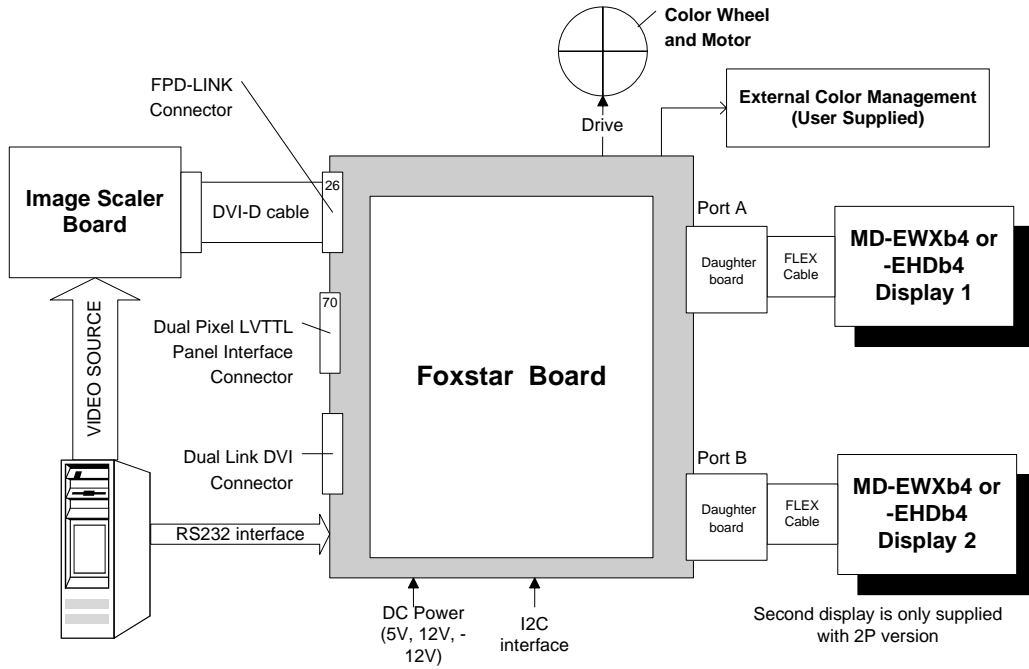 Color Wheel
and Motor
FPD-LINK
Connector
External Color Management
(User Supplied)
Drive
Image Scaler
Board
DVI-D cable
26
Port A
Daughter
board
FLEX
Cable
MD-EWXb4 or
-EHDb4
Display 1
VIDEO SOURCE
70
Dual Pixel LVTTL
Panel Interface
Connector
Foxstar Board
Dual Link DVI
Connector
Port B
Daughter
board
FLEX
Cable
MD-EWXb4 or
-EHDb4
Display 2
RS232 interface
DC Power
(5V, 12V, -
12V)
I2C
interface
Second display is only supplied
with 2P version